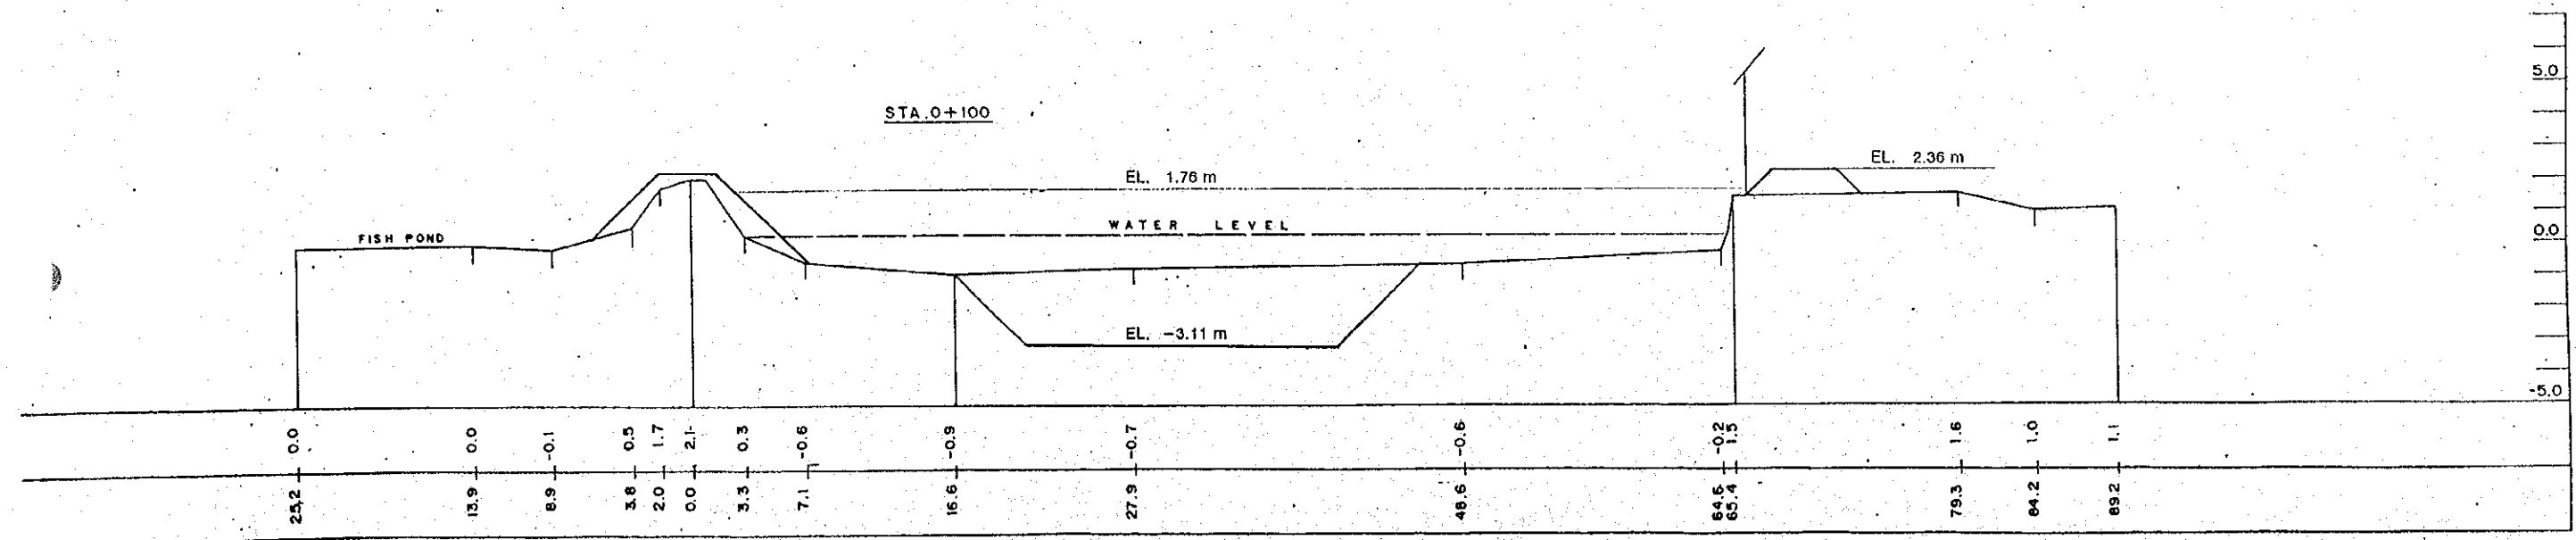 5.0
STA.0+100
EL. 2.36 m
EL. 1.76 m
WATER LEVEL
FISH POND
0.0
EL. -3.11 m
-5.0
0.0 0.0 -0.1 0.5 1.7 2.1 0.3 -0.6 -0.9 -0.7 -0.6 -0.2 1.5 1.6 1.0 1.1
25.2 13.9 8.9 3.8 2.0 0.0 3.3 7.1 16.6 27.9 48.6 64.6 65.4 79.3 84.2 89.2